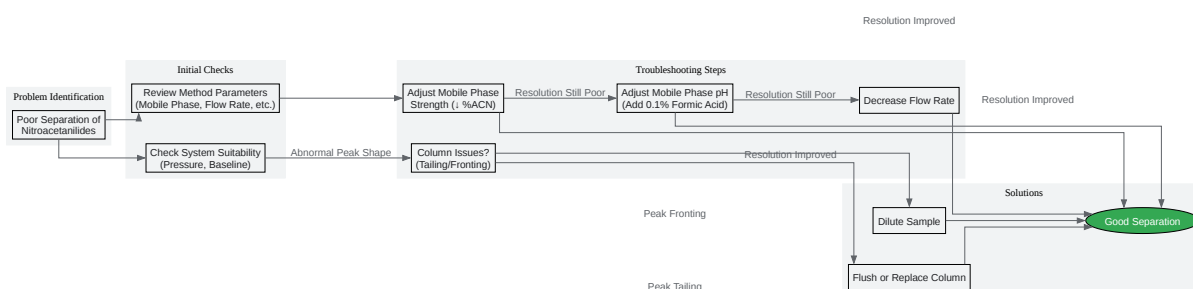 Resolution Improved
Initial Checks
Troubleshooting Steps
Problem Identification
Review Method Parameters
(Mobile Phase, Flow Rate, etc.)
Adjust Mobile Phase
Strength (↓ %ACN)
Resolution Still Poor
Adjust Mobile Phase pH
(Add 0.1% Formic Acid)
Resolution Still Poor
Decrease Flow Rate
Resolution Improved
Poor Separation of
Nitroacetanilides
Check System Suitability
(Pressure, Baseline)
Abnormal Peak Shape
Column Issues?
(Tailing/Fronting)
Resolution Improved
Solutions
Peak Fronting
Dilute Sample
Good Separation
Flush or Replace Column
Peak Tailing